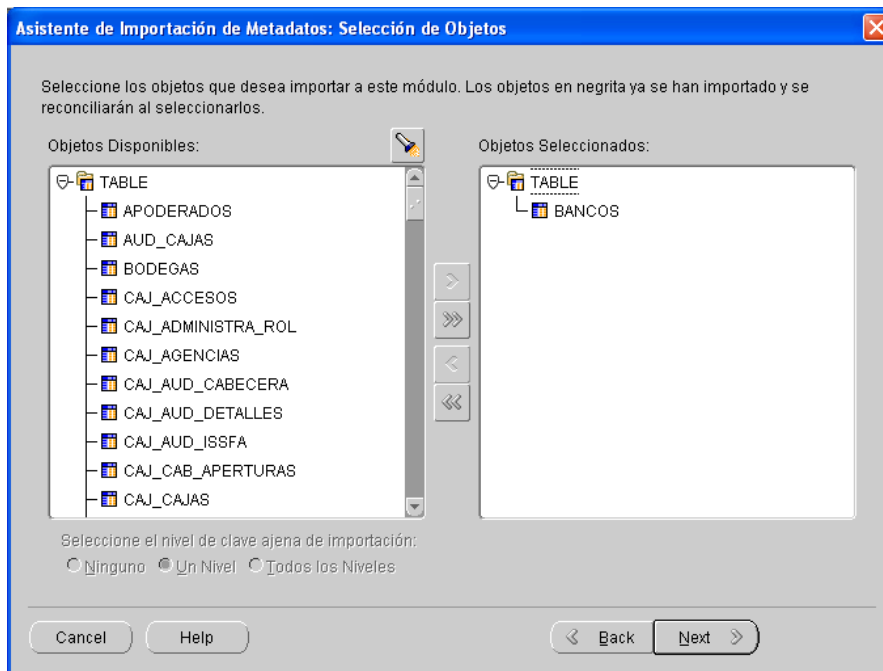 Asistente de Importación de Metadatos: Selección de Objetos
Seleccione los objetos que desea importar a este módulo. Los objetos en negrita ya se han importado y se
reconciliarán al seleccionarlos.
Objetos Disponibles:
TABLE
APODERADOS
AUD_CAJAS
BODEGAS
CAJ_ACCESOS
CAJ_ADMINISTRA_ROL
CAJ_AGENCIAS
CAJ_AUD_CABECERA
CAJ_AUD_DETALLES
CAJ_AUD_ISSFA
CAJ_CAB_APERTURAS
CAJ_CAJAS
Objetos Seleccionados:
TABLE
BANCOS
Seleccione el nivel de clave ajena de importación:
Ninguno Un Nivel Todos los Niveles
Cancel Help Back Next